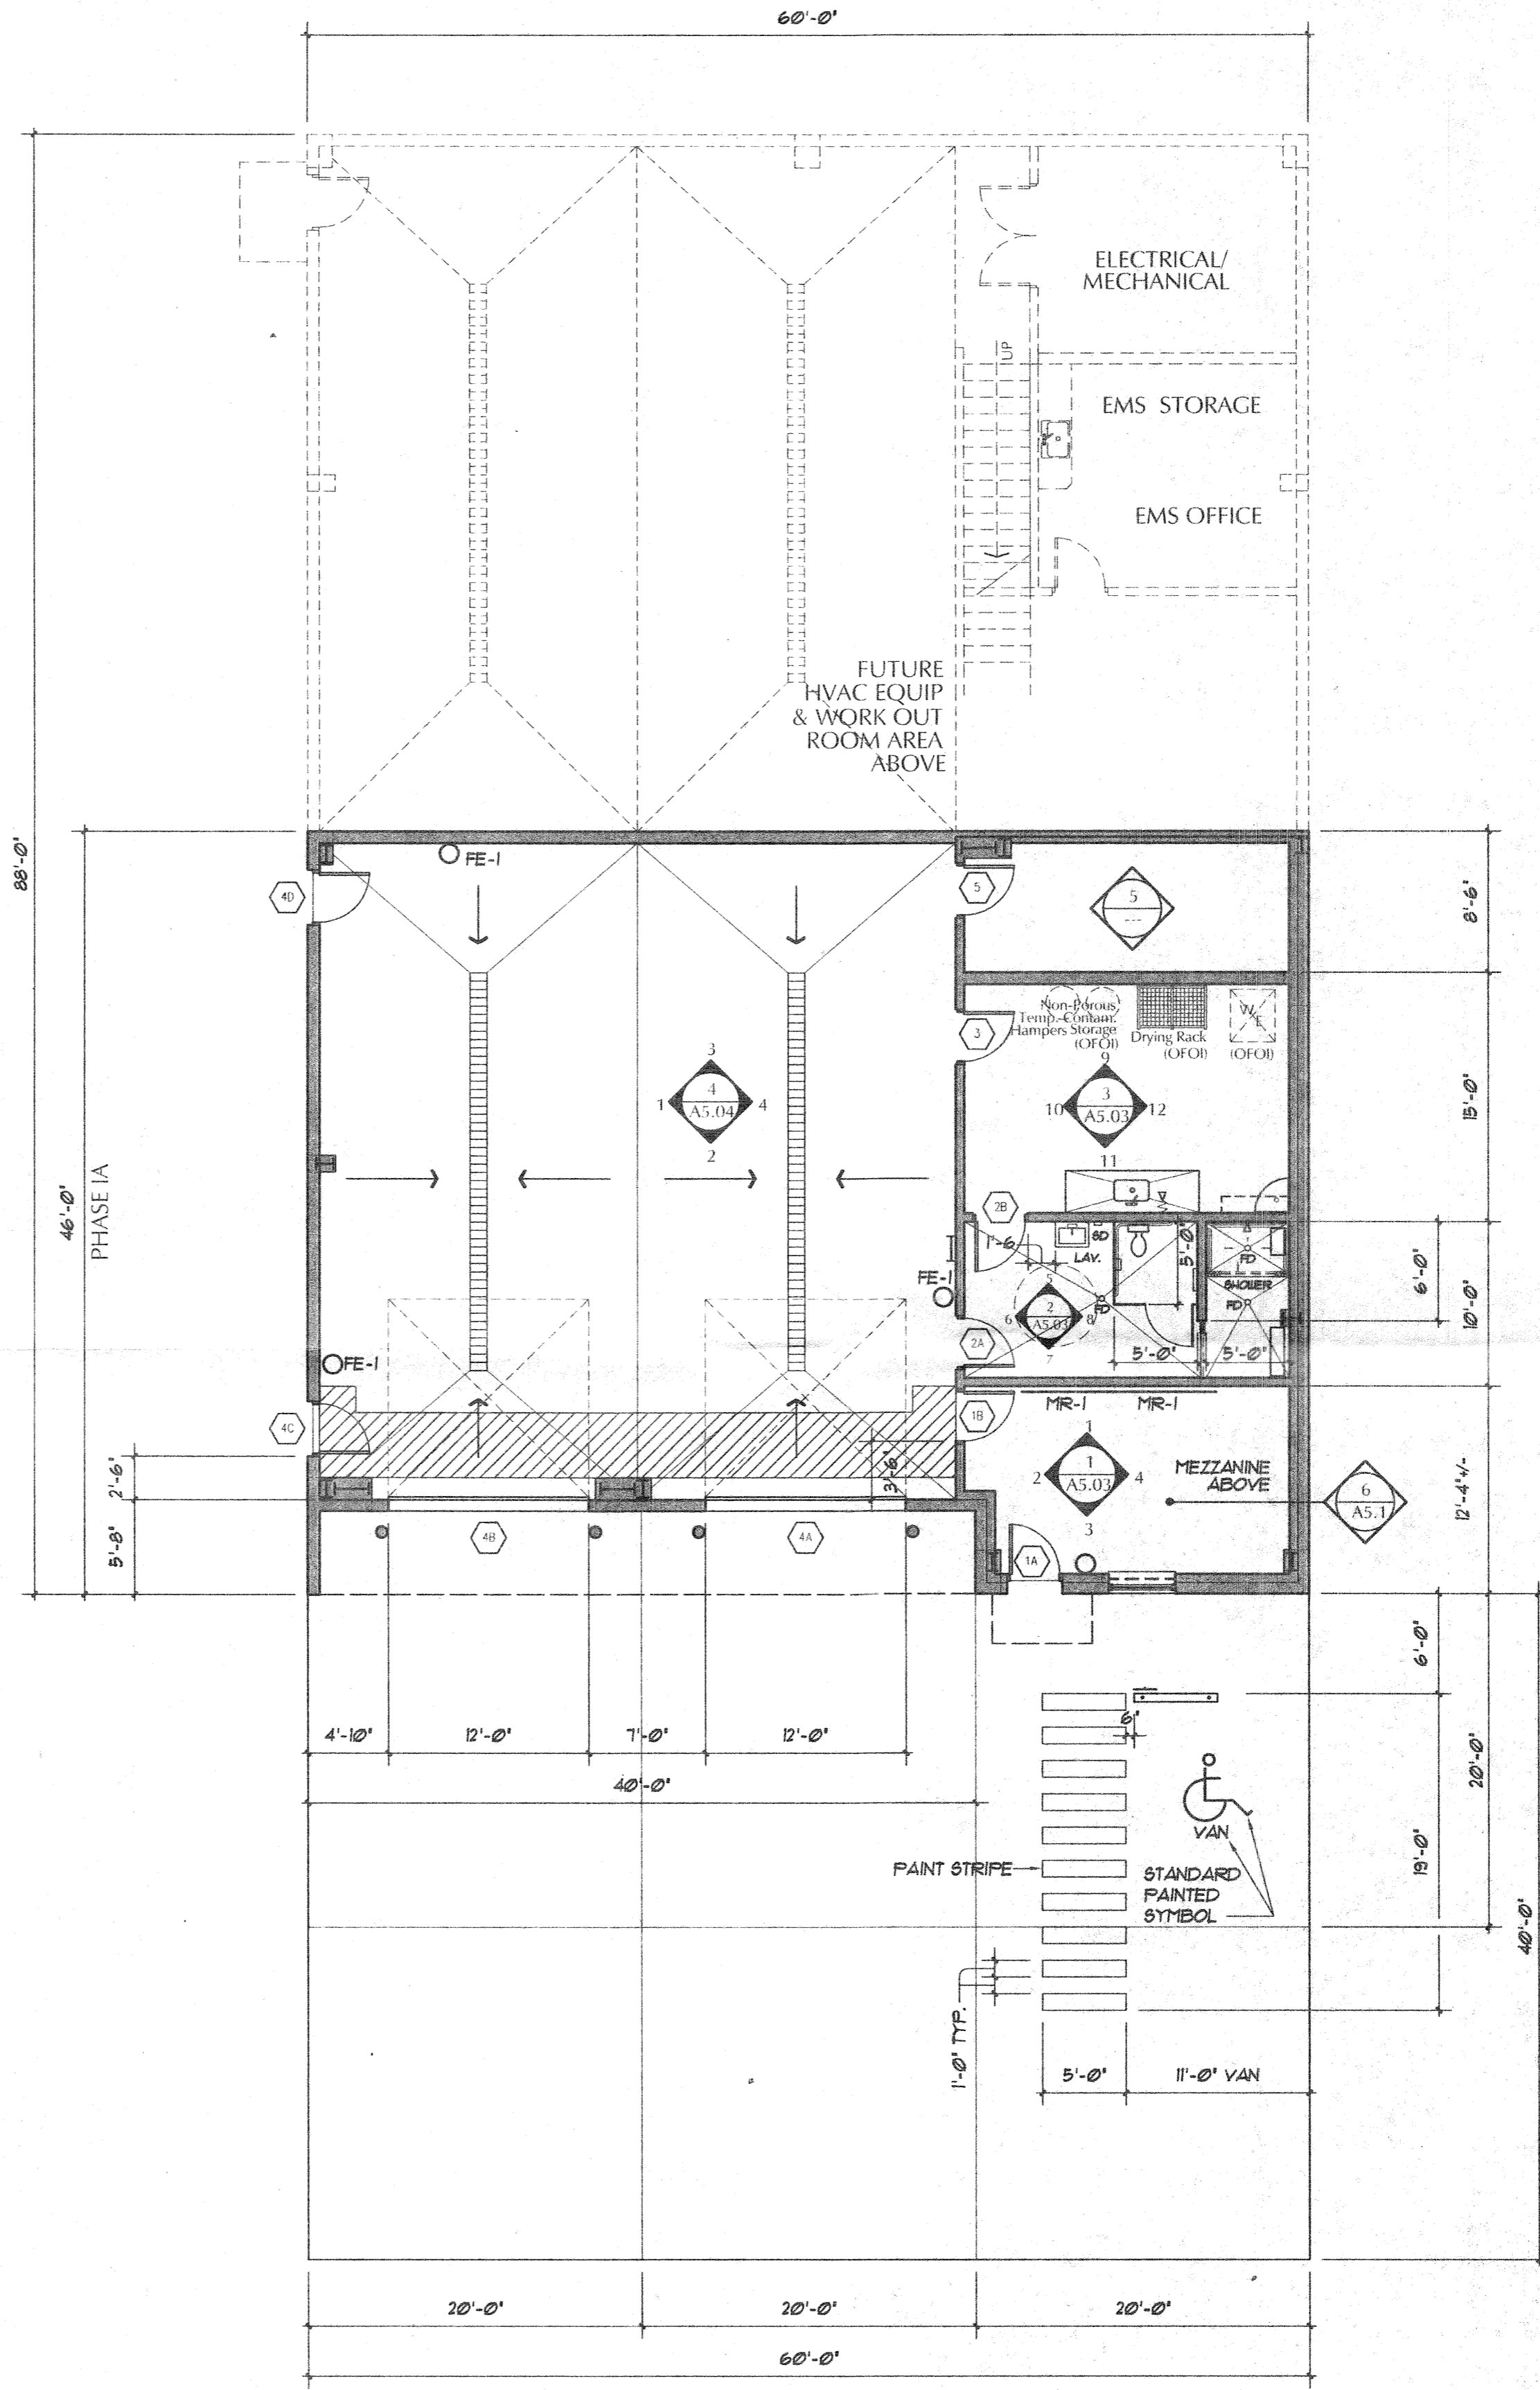 60'-0"
ELECTRICAL/
MECHANICAL
UP
EMS STORAGE
EMS OFFICE
FUTURE
HVAC EQUIP
& WORK OUT
ROOM AREA
ABOVE
88'-0"
46'-0"
PHASE 1A
FE-1
4D
5
5
---
8'-6"
3
Non-Porous
Temp. Contam.
Hampers Storage
(OFOI)
Drying Rack
(OFOI)
W/E
(OFOI)
3
1
4
A5.04
4
2
9
10
3
A5.03
12
11
15'-0"
2B
1'-6"
SD
LAV.
5'-0"
FD
SHOWER
FD
6'-0"
10'-0"
FE-1
5
6
2
A5.03
8
7
FD
2A
5'-0"
5'-0"
FE-1
4C
1B
MR-1
MR-1
2'-6"
3'-6"
1
2
1
A5.03
4
3
MEZZANINE
ABOVE
6
A5.1
12'-4"+/-
5'-8"
4B
4A
1A
4'-10"
12'-0"
7'-0"
12'-0"
40'-0"
6'-0"
6"
20'-0"
VAN
PAINT STRIPE
STANDARD
PAINTED
SYMBOL
19'-0"
40'-0"
1'-0" TYP.
5'-0"
11'-0" VAN
20'-0"
20'-0"
20'-0"
60'-0"